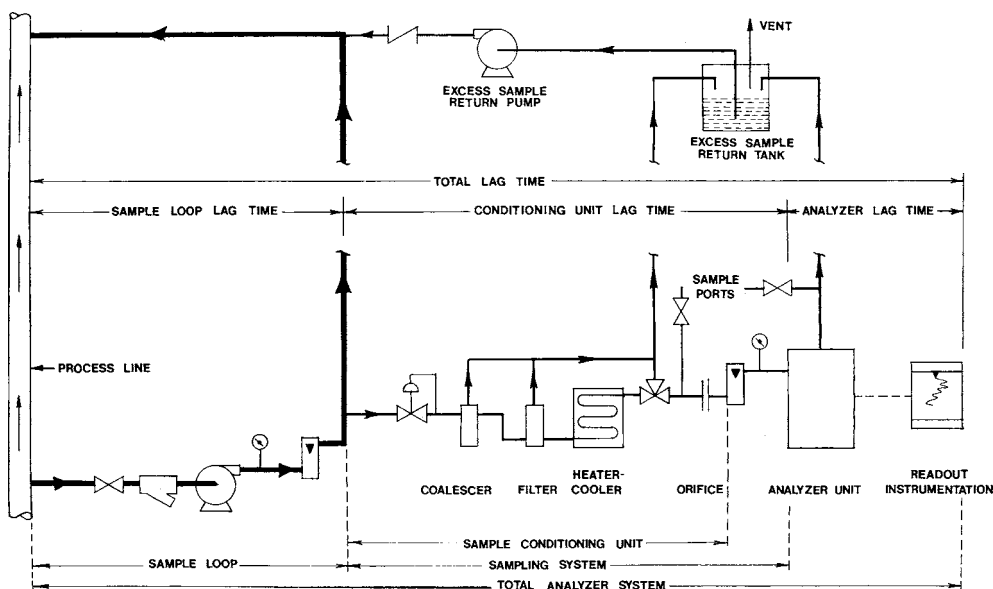 VENT
EXCESS SAMPLE
RETURN PUMP
EXCESS SAMPLE
RETURN TANK
TOTAL LAG TIME
SAMPLE LOOP LAG TIME
CONDITIONING UNIT LAG TIME
ANALYZER LAG TIME
SAMPLE
PORTS
PROCESS LINE
COALESCER
FILTER
HEATER-
COOLER
ORIFICE
ANALYZER UNIT
READOUT
INSTRUMENTATION
SAMPLE CONDITIONING UNIT
SAMPLE LOOP
SAMPLING SYSTEM
TOTAL ANALYZER SYSTEM